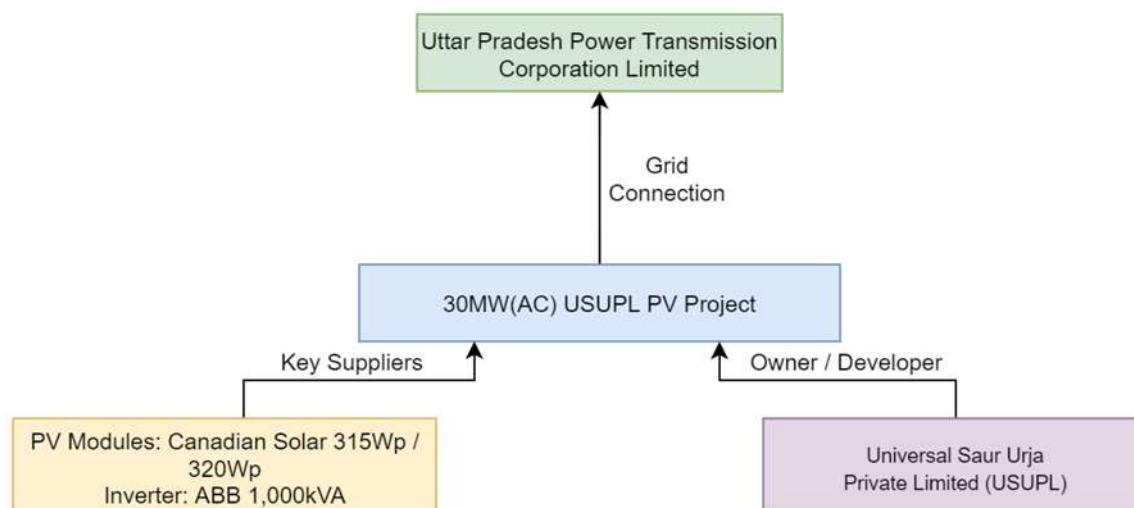 Uttar Pradesh Power Transmission
Corporation Limited
Grid
Connection
30MW(AC) USUPL PV Project
Key Suppliers
Owner / Developer
PV Modules: Canadian Solar 315Wp /
320Wp
Inverter: ABB 1,000kVA
Universal Saur Urja
Private Limited (USUPL)